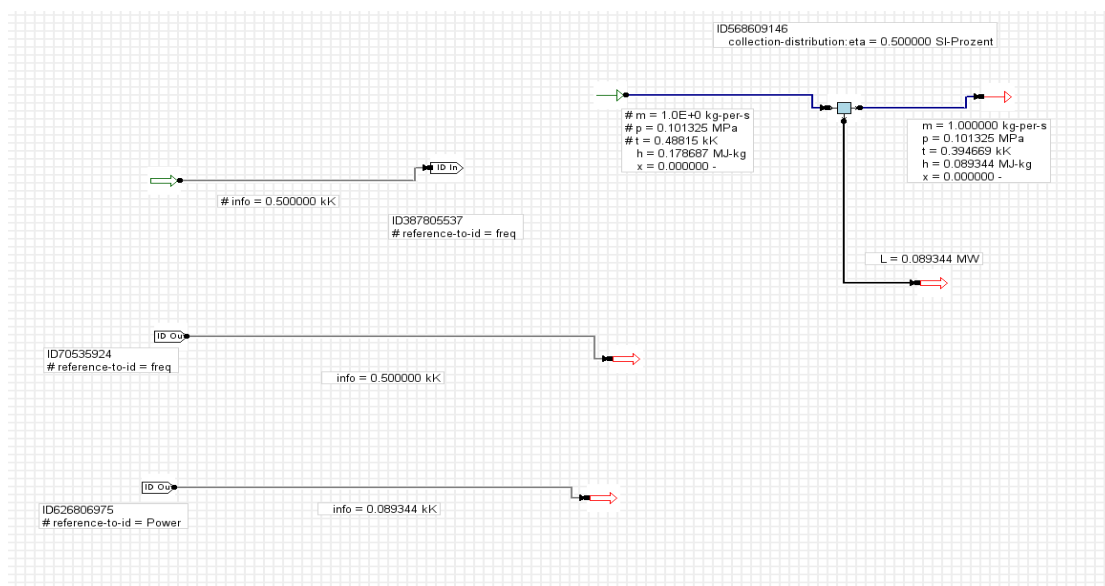 ID568609146
collection-distribution:eta = 0.500000 SI-Prozent
# m = 1.0E+0 kg-per-s
# p = 0.101325 MPa
# t = 0.48815 kK
h = 0.178687 MJ-kg
x = 0.000000 -
m = 1.000000 kg-per-s
p = 0.101325 MPa
t = 0.394669 kK
h = 0.089344 MJ-kg
x = 0.000000 -
ID In
# info = 0.500000 kK
ID387805537
# reference-to-id = freq
L = 0.089344 MW
ID Ou
ID70535924
# reference-to-id = freq
info = 0.500000 kK
ID Ou
ID626806975
# reference-to-id = Power
info = 0.089344 kK